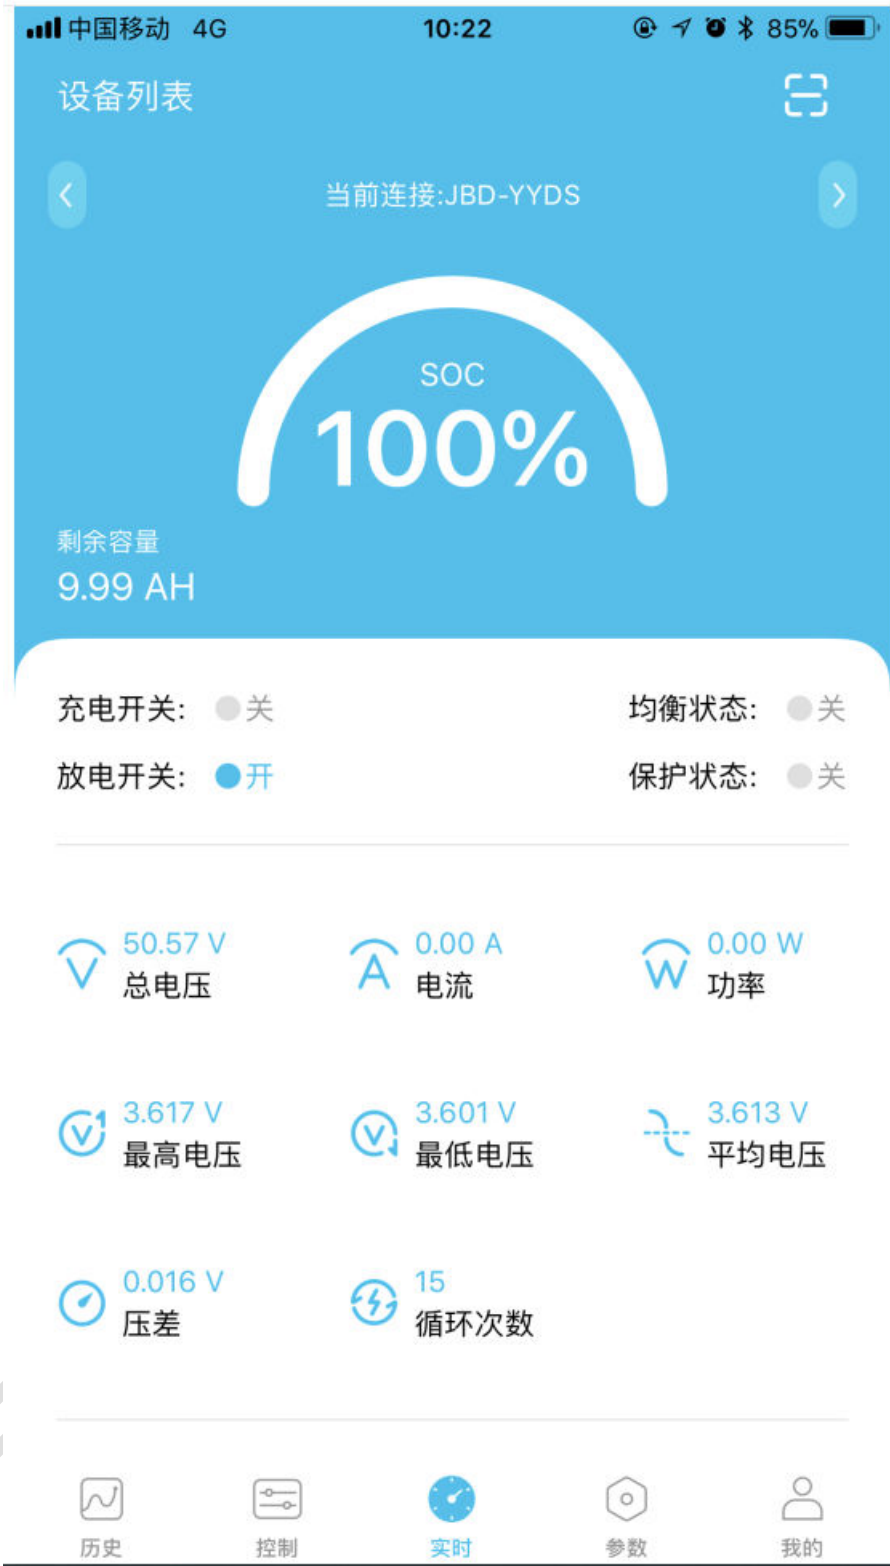 中国移动 4G 10:22 85%
设备列表
当前连接:JBD-YYDS
SOC
100%
剩余容量
9.99 AH
充电开关: 关 均衡状态: 关
放电开关: 开 保护状态: 关
50.57 V 0.00 A 0.00 W
总电压 电流 功率
3.617 V 3.601 V 3.613 V
最高电压 最低电压 平均电压
0.016 V 15
压差 循环次数
历史 控制 实时 参数 我的